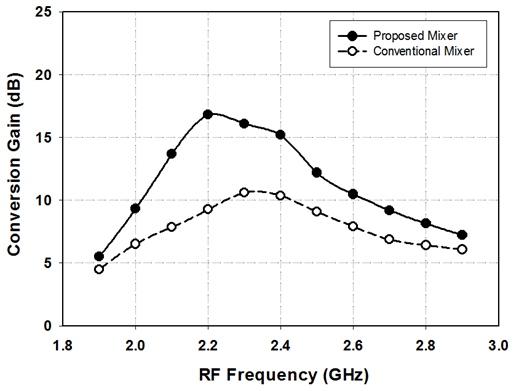 25
20
15
10
5
0
Conversion Gain (dB)
Proposed Mixer
Conventional Mixer
1.8 2.0 2.2 2.4 2.6 2.8 3.0
RF Frequency (GHz)